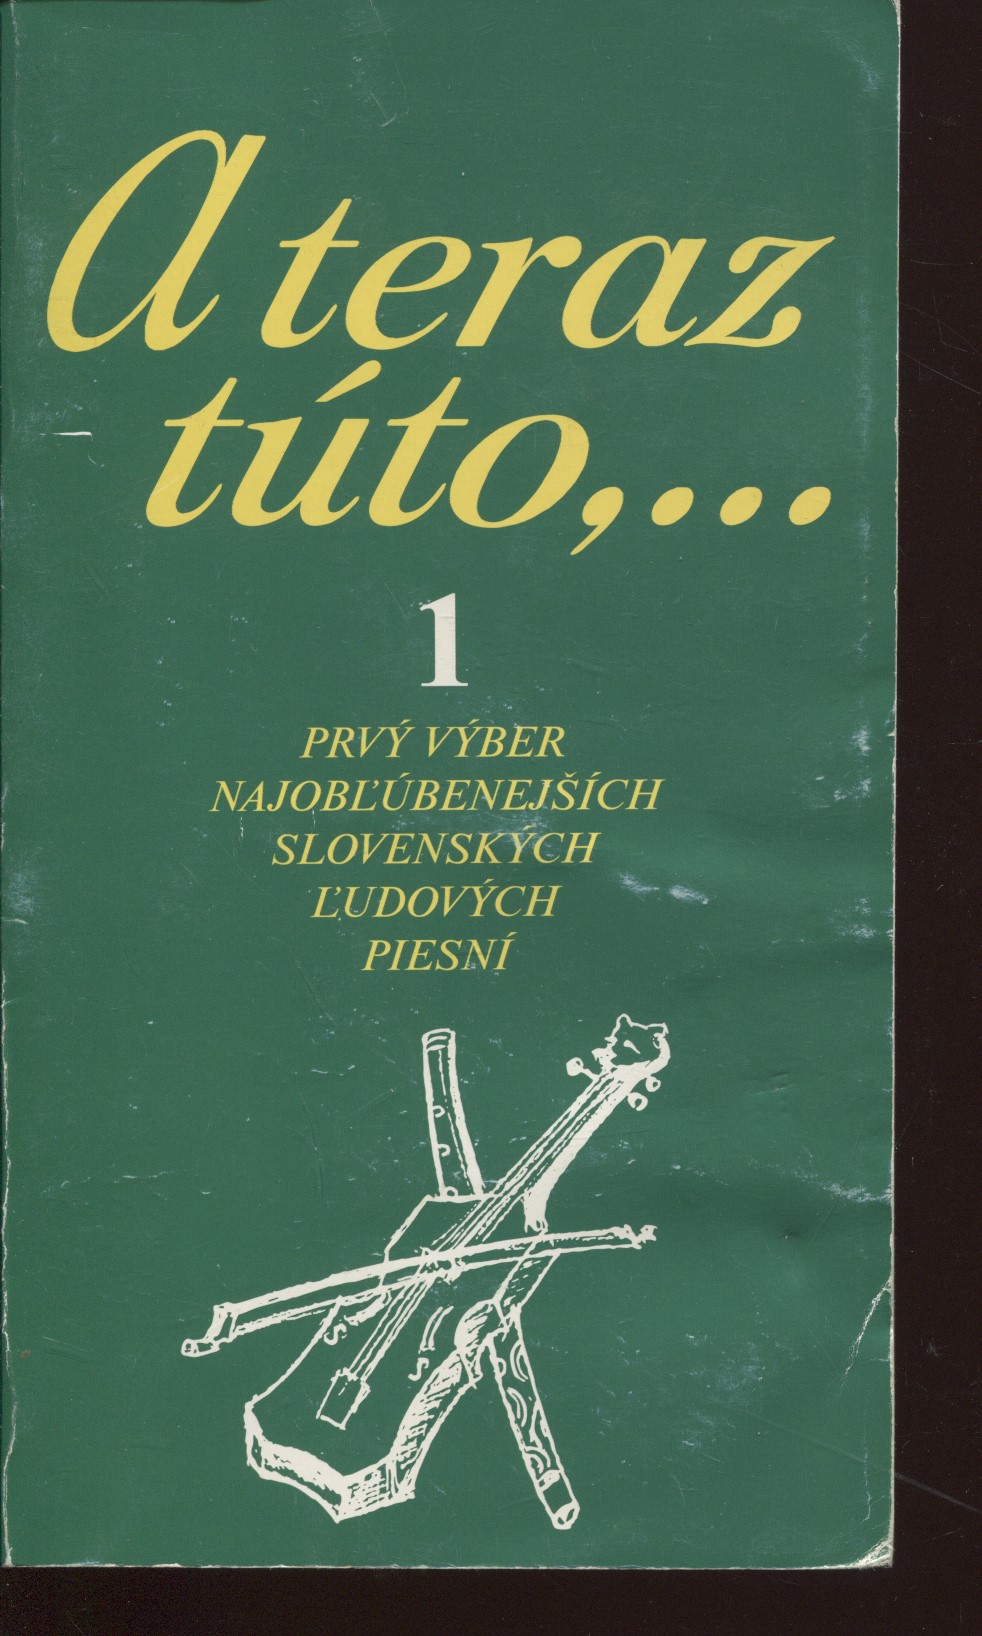 A teraz
túto,...
1
PRVÝ VÝBER
NAJOBĽÚBENEJŠÍCH
SLOVENSKÝCH
ĽUDOVÝCH
PIESNÍ